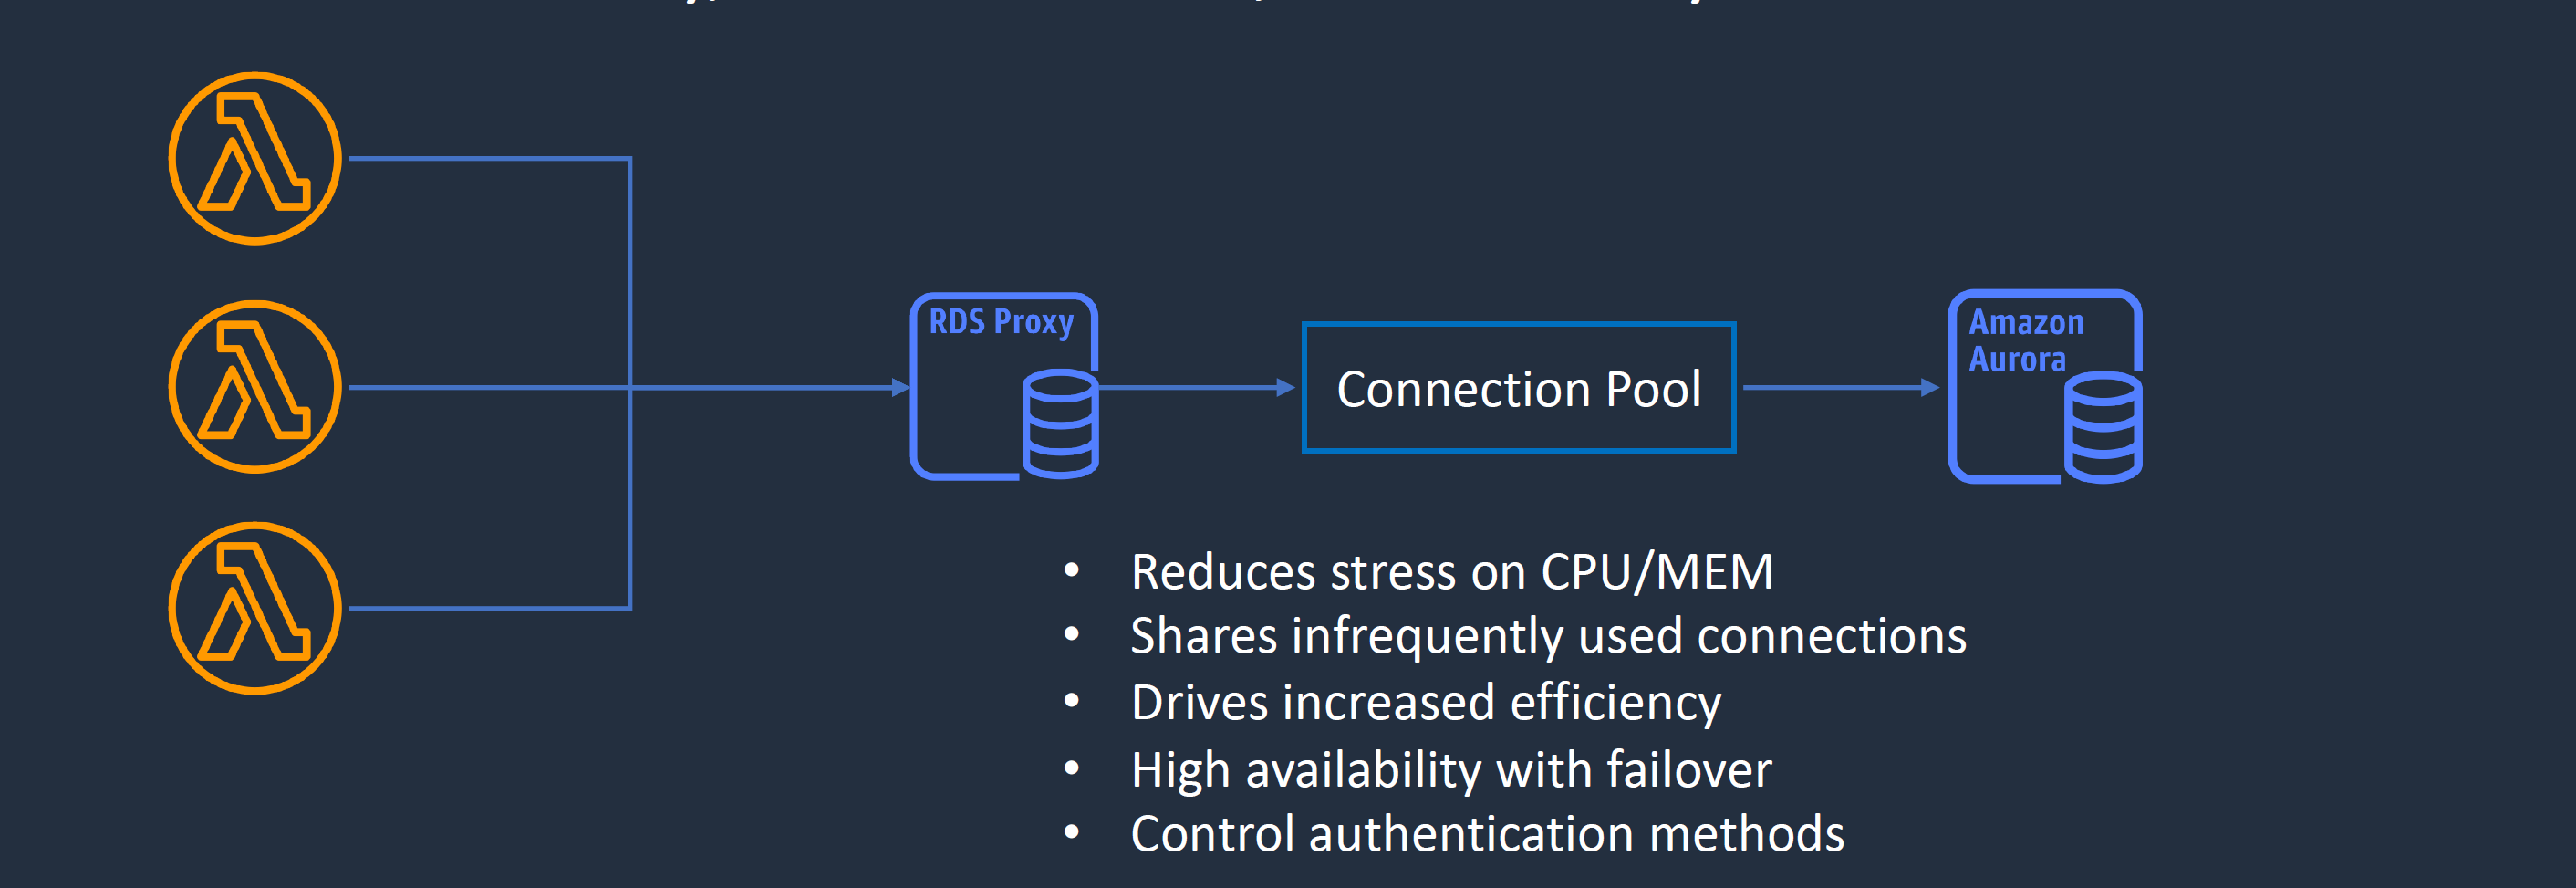 RDS Proxy
Connection Pool
Amazon
Aurora
• Reduces stress on CPU/MEM
• Shares infrequently used connections
• Drives increased efficiency
• High availability with failover
• Control authentication methods